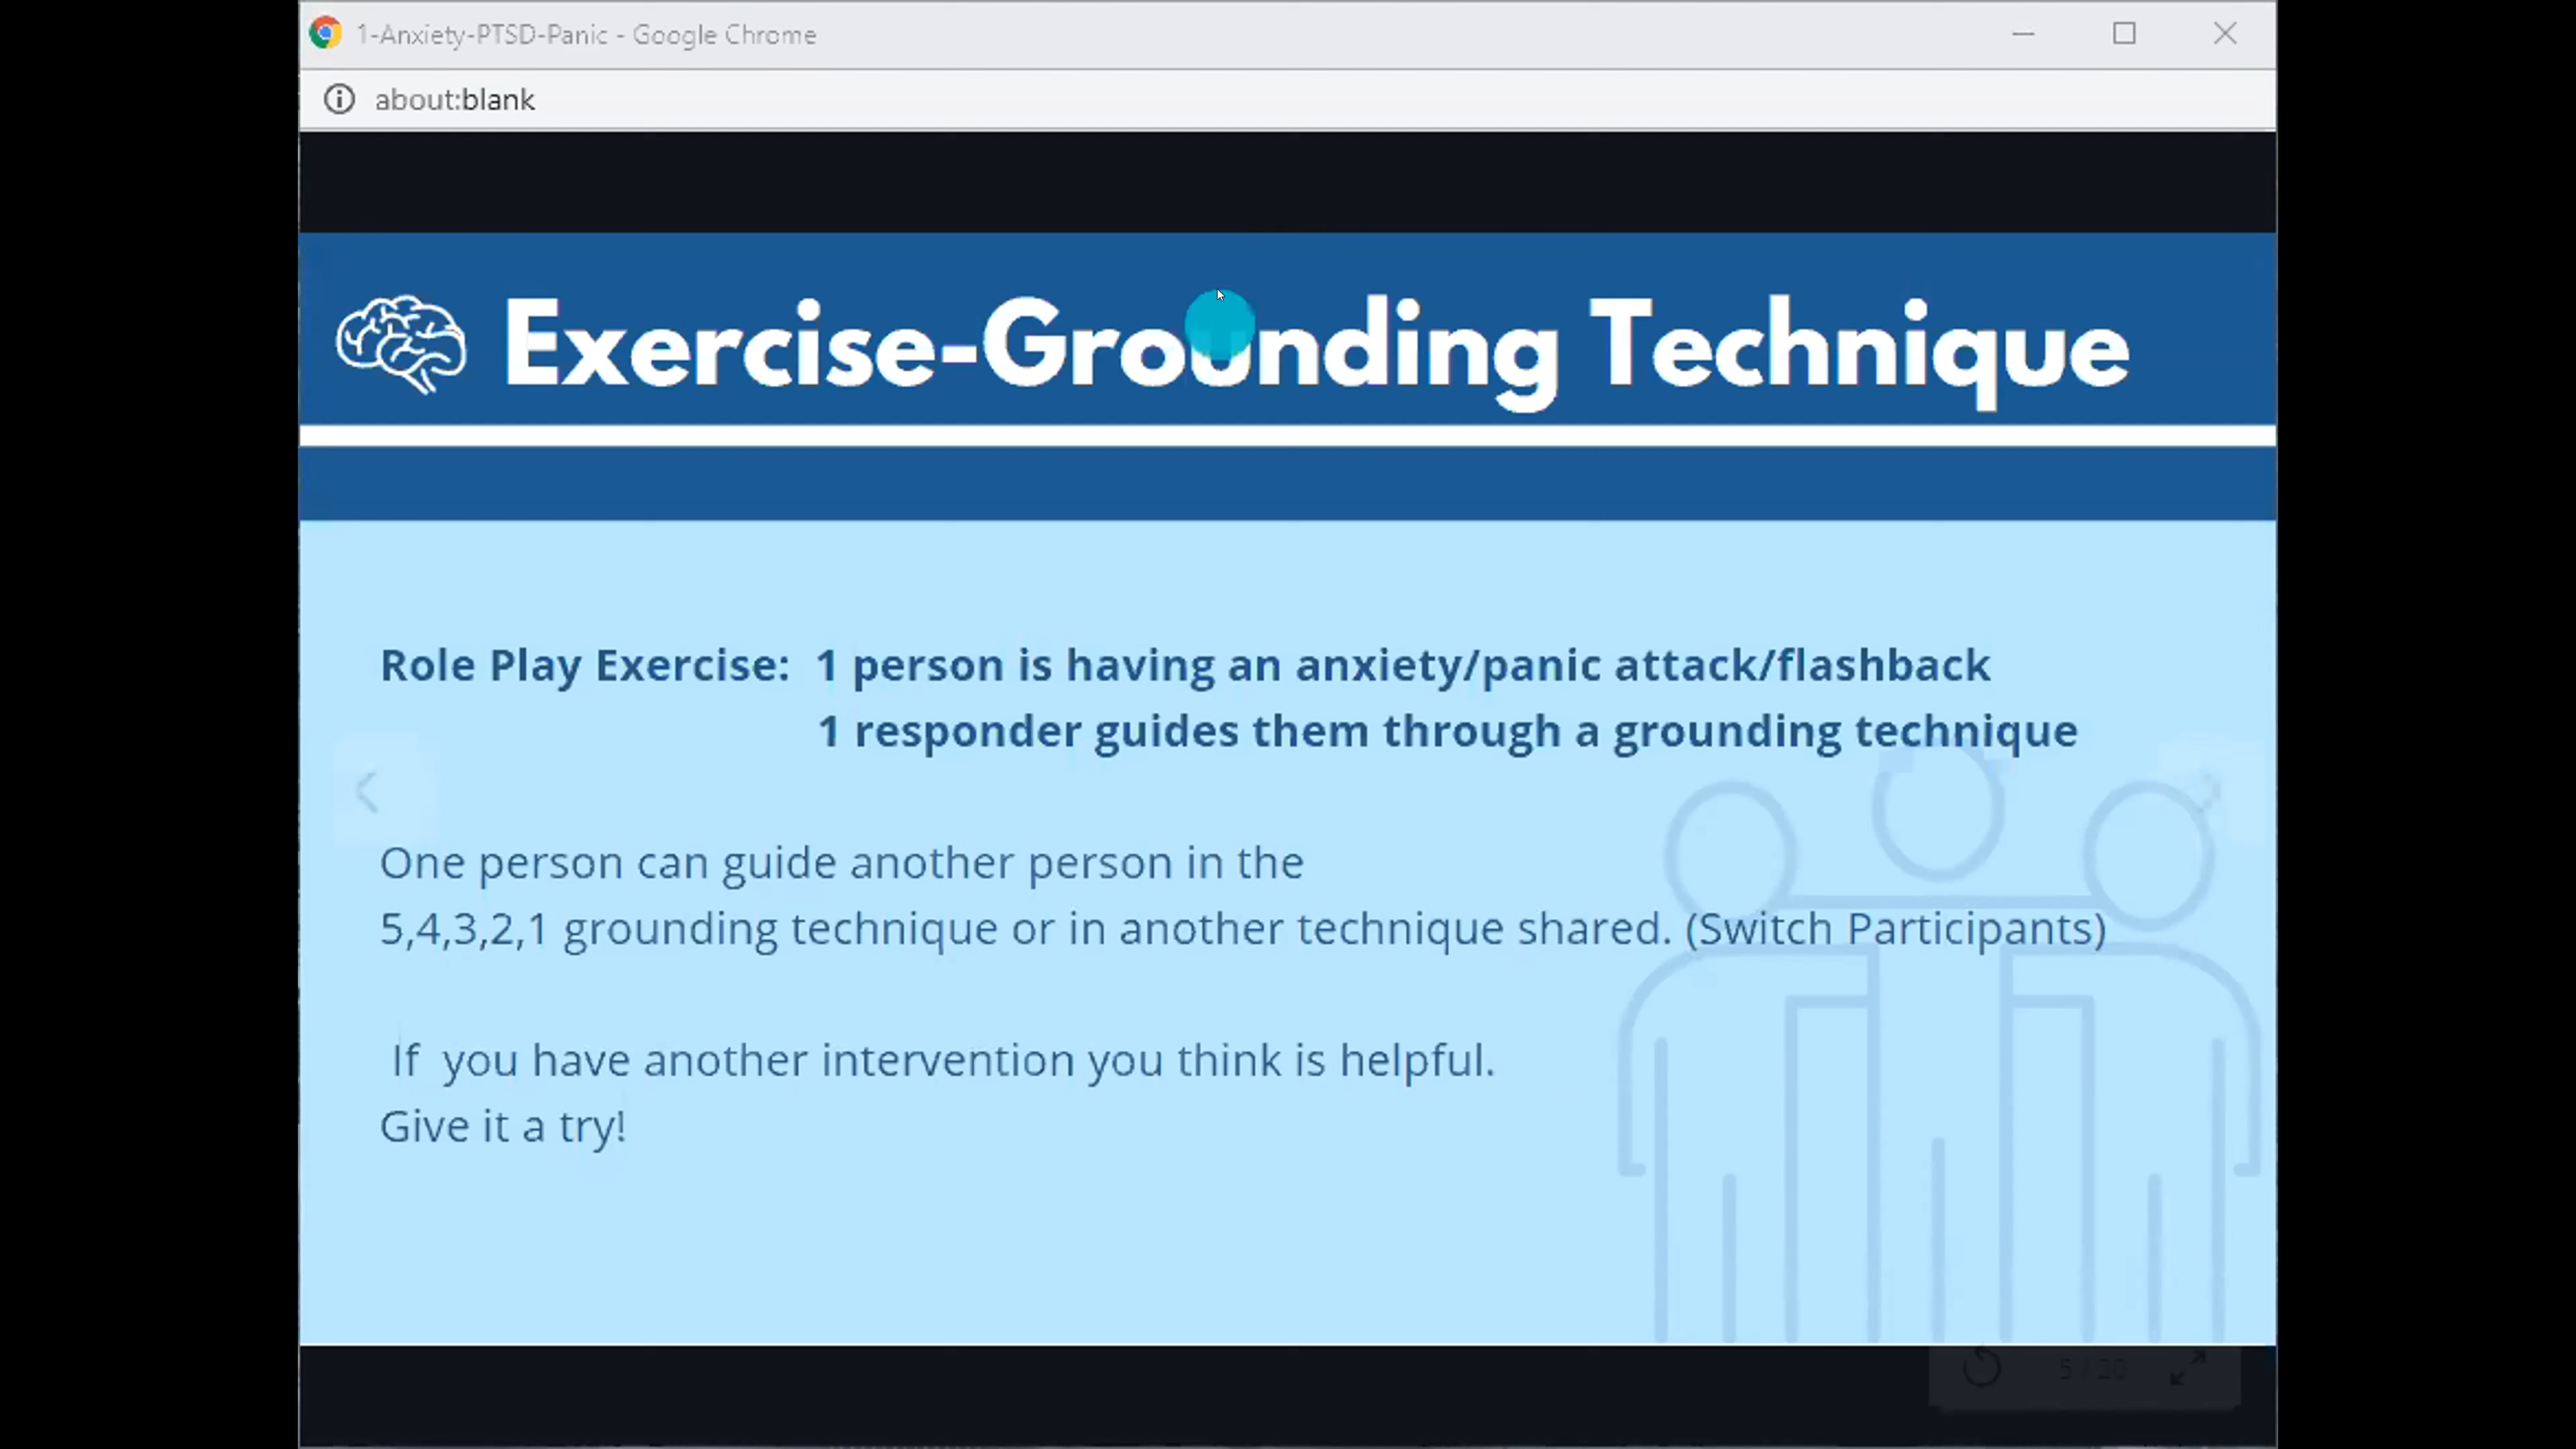 1-Anxiety-PTSD-Panic - Google Chrome
about:blank
Exercise-Grounding Technique
Role Play Exercise: 1 person is having an anxiety/panic attack/flashback
1 responder guides them through a grounding technique
One person can guide another person in the
5,4,3,2,1 grounding technique or in another technique shared. (Switch Participants)
If you have another intervention you think is helpful.
Give it a try!
5 / 20